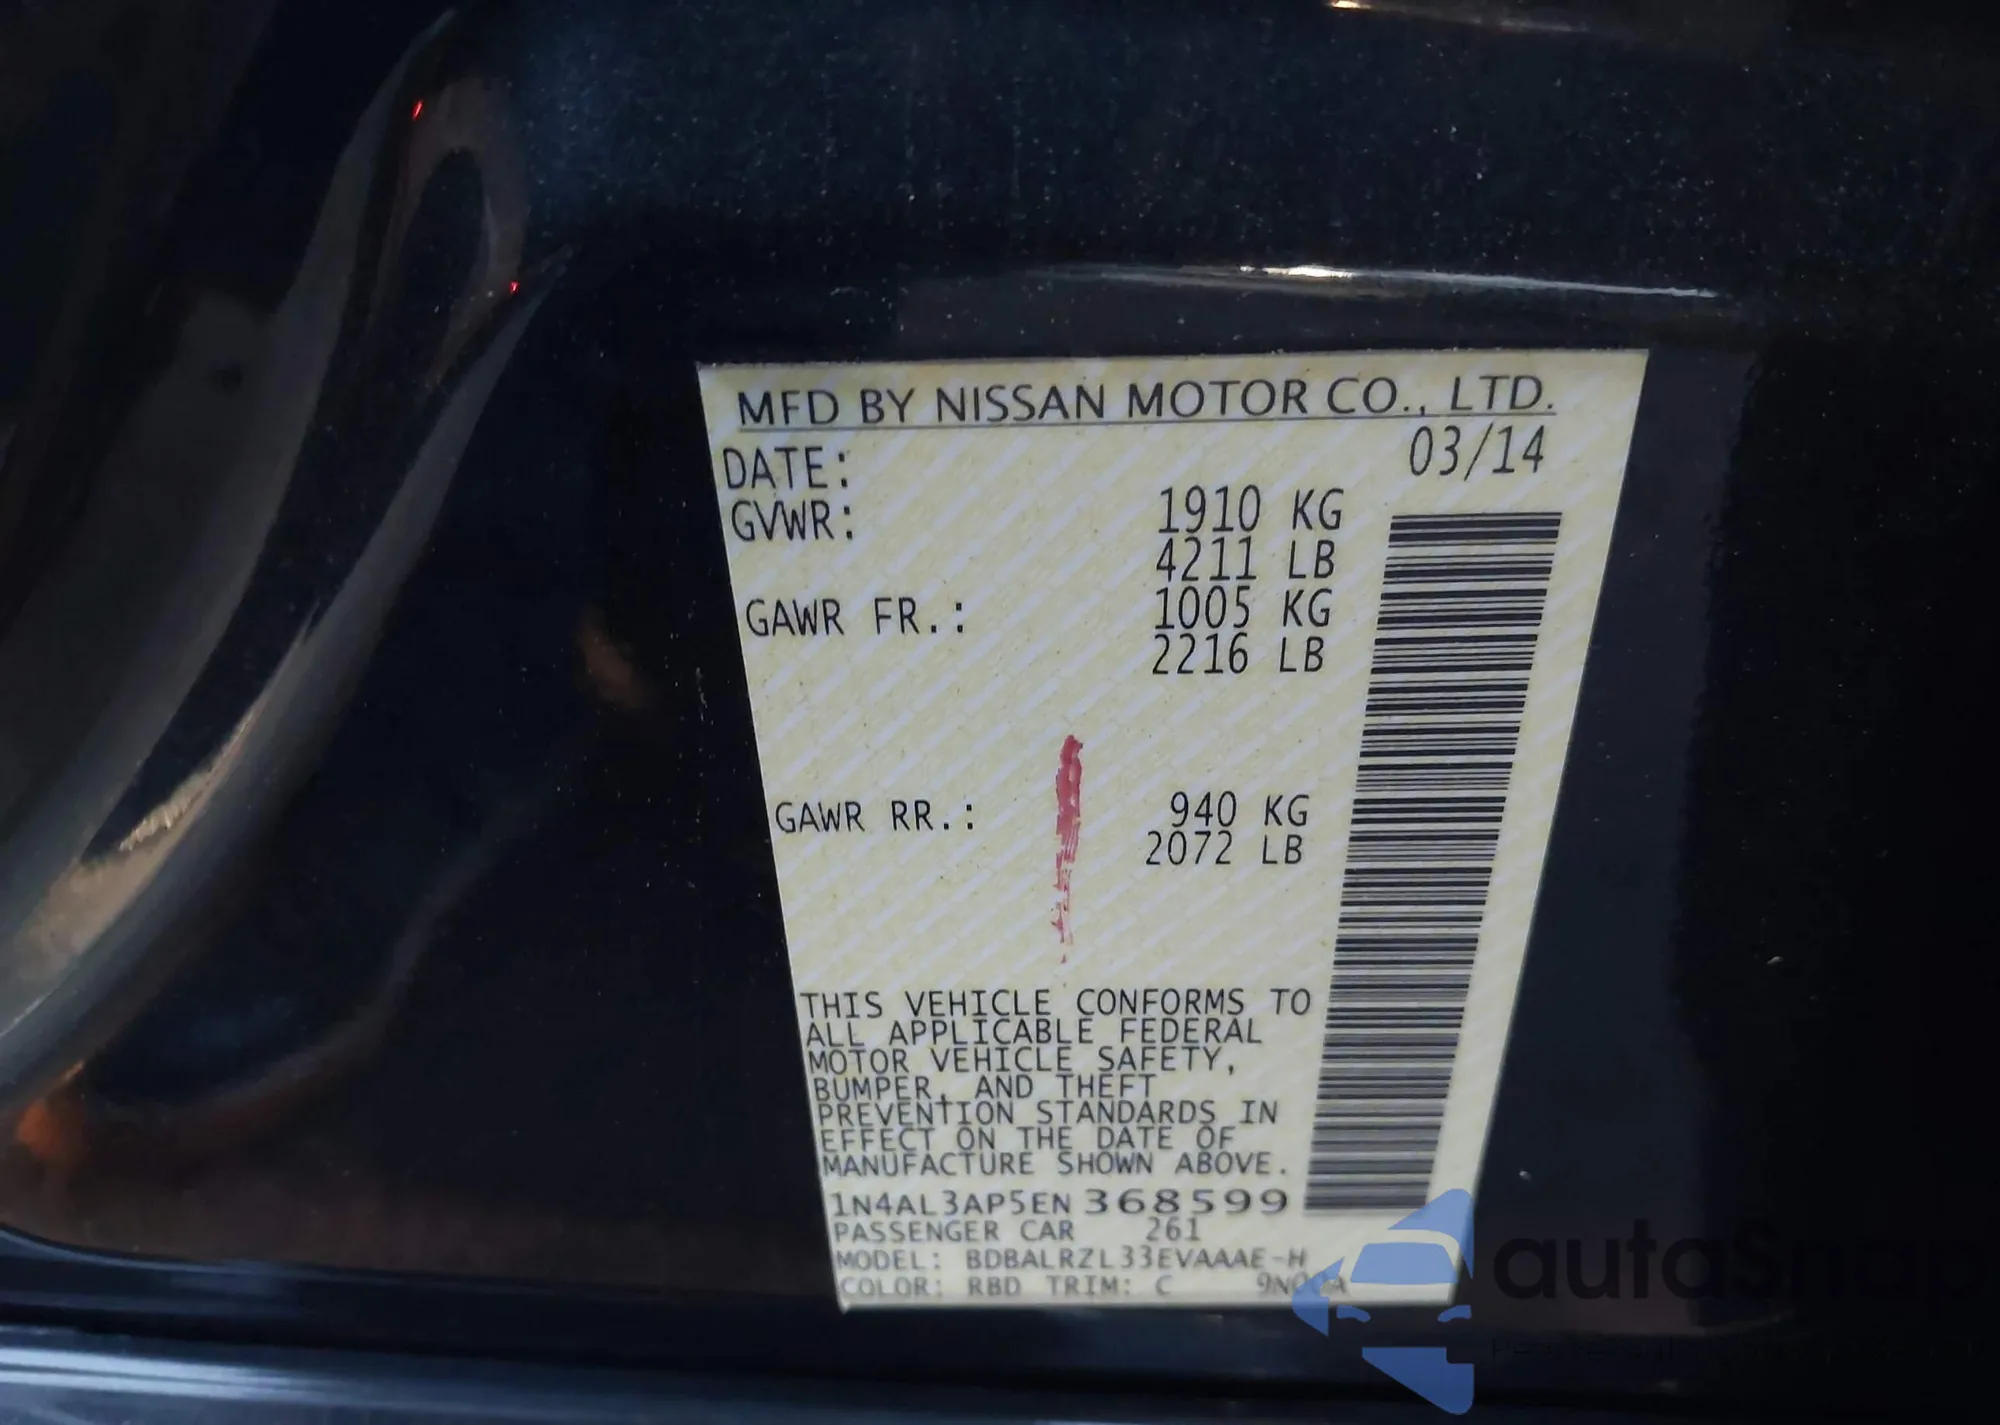 MFD BY NISSAN MOTOR CO., LTD.
DATE: 03/14
GVWR: 1910 KG
4211 LB
GAWR FR.: 1005 KG
2216 LB
GAWR RR.: 940 KG
2072 LB
THIS VEHICLE CONFORMS TO
ALL APPLICABLE FEDERAL
MOTOR VEHICLE SAFETY,
BUMPER, AND THEFT
PREVENTION STANDARDS IN
EFFECT ON THE DATE OF
MANUFACTURE SHOWN ABOVE.
1N4AL3AP5EN368599
PASSENGER CAR 261
MODEL: BDBALRZL33EVAAAE-H
COLOR: RBD TRIM: C
autaSnap